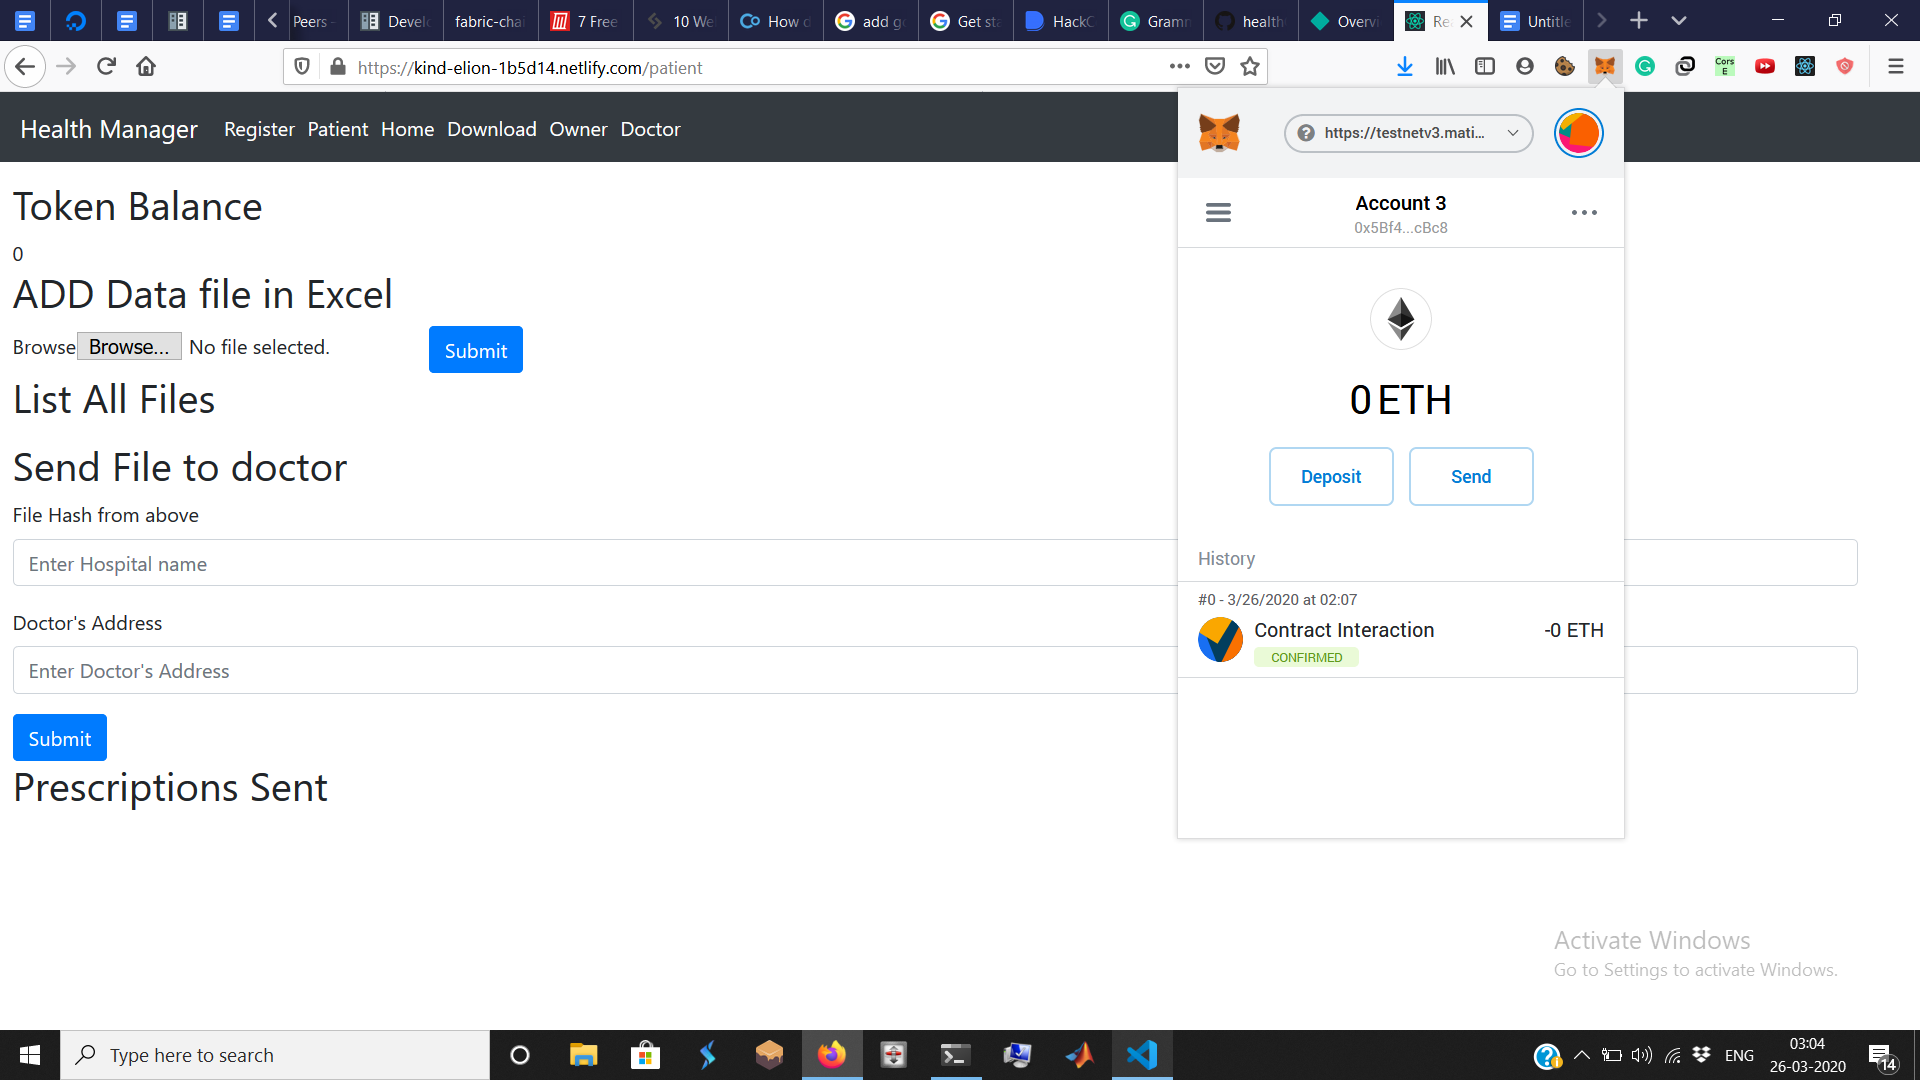 Peers -
Develo
fabric-chai
7 Free
10 We
How d
add go
Get sta
HackC
Gramm
health
Overvi
Re
Untitle
https://kind-elion-1b5d14.netlify.com/patient
Cors
E
Health Manager Register Patient Home Download Owner Doctor
Token Balance
0
ADD Data file in Excel
Browse Browse... No file selected. Submit
List All Files
Send File to doctor
File Hash from above
Enter Hospital name
Doctor's Address
Enter Doctor's Address
Submit
Prescriptions Sent
https://testnetv3.mati...
Account 3
0x5Bf4...cBc8
0 ETH
Deposit Send
History
#0 - 3/26/2020 at 02:07
Contract Interaction -0 ETH
CONFIRMED
Activate Windows
Go to Settings to activate Windows.
Type here to search
ENG
03:04
26-03-2020
14